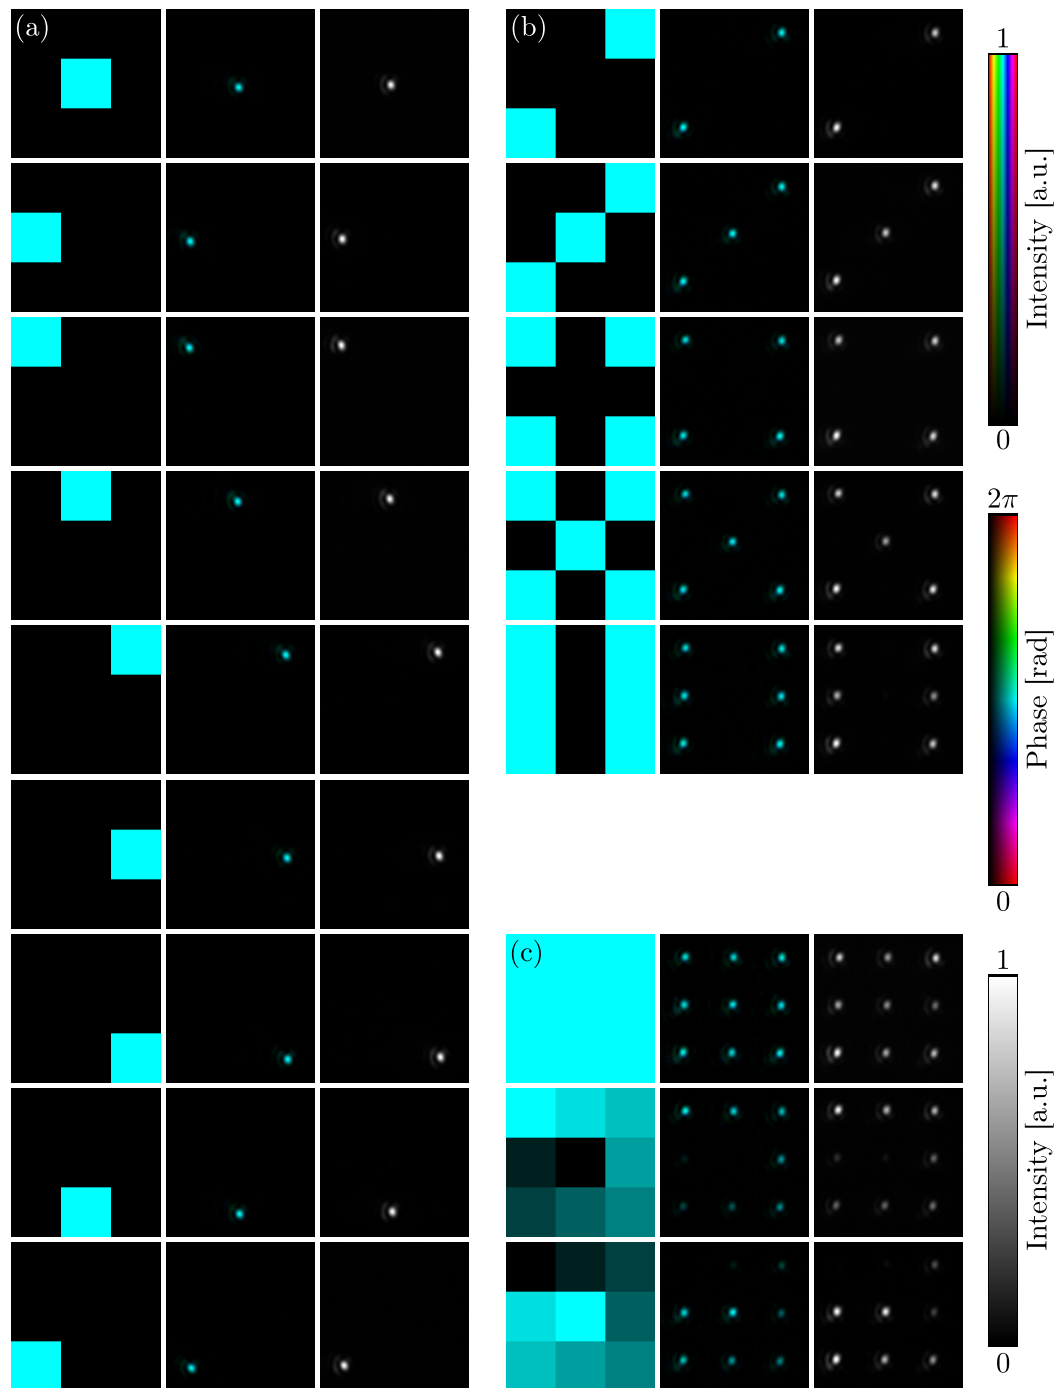 (a)
(b)
1
Intensity [a.u.]
0
2π
Phase [rad]
0
(c)
1
Intensity [a.u.]
0